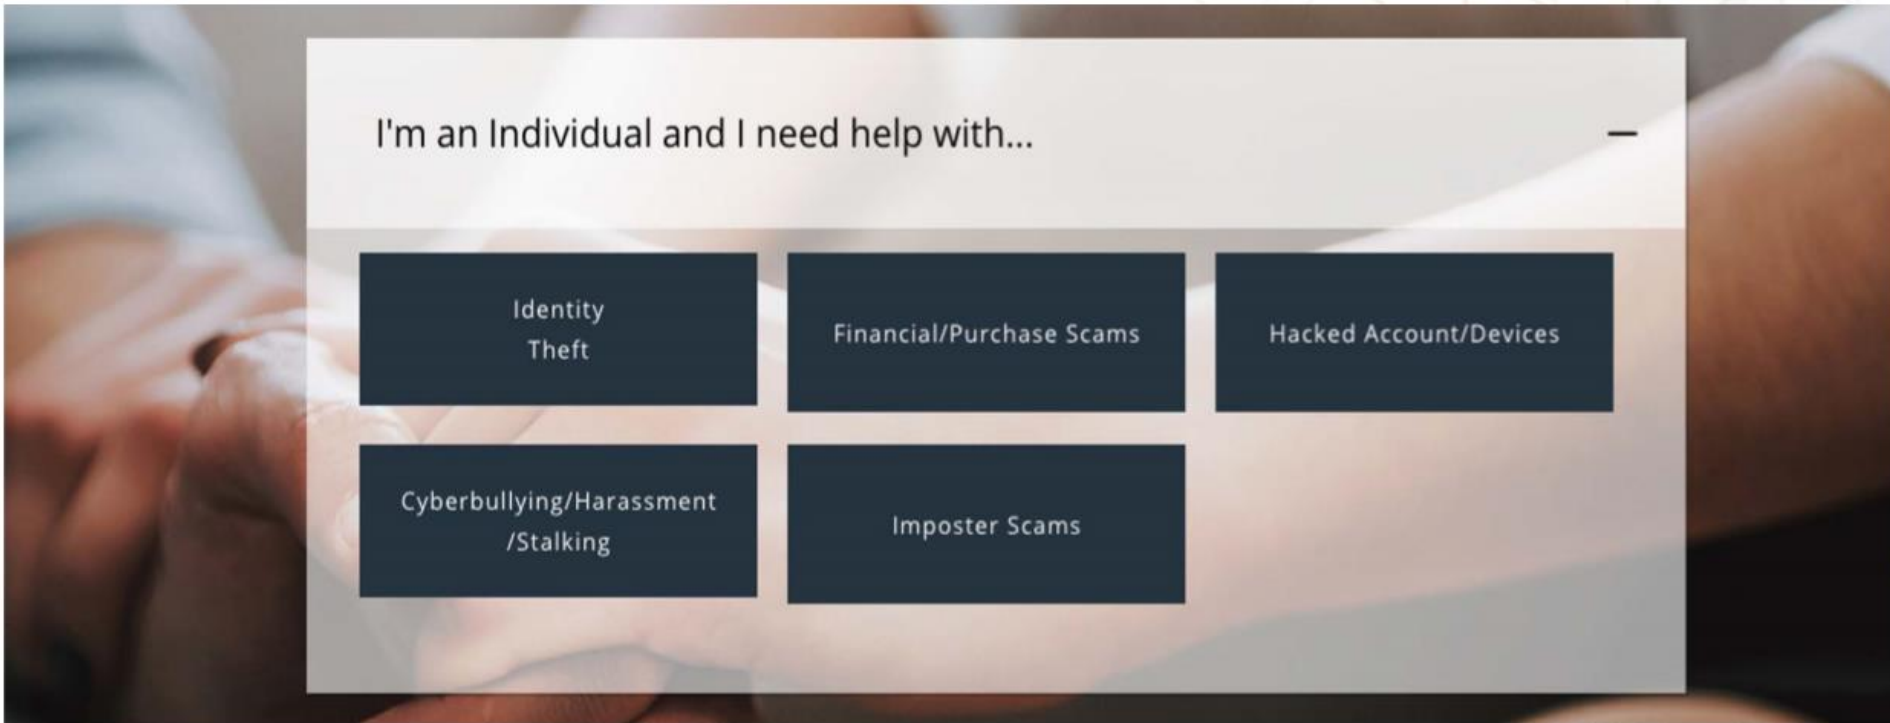 I'm an Individual and I need help with...
Identity
Theft
Financial/Purchase Scams
Hacked Account/Devices
Cyberbullying/Harassment
/Stalking
Imposter Scams